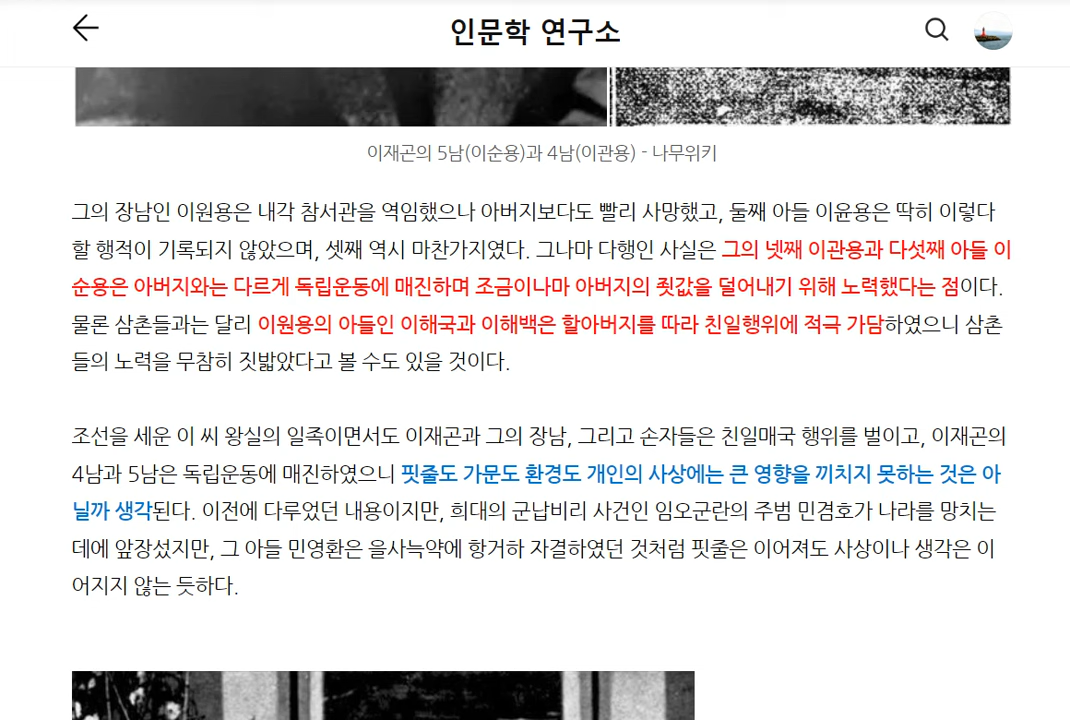 인문학 연구소
이재곤의 5남(이순용)과 4남(이관용) - 나무위키
그의 장남인 이원용은 내각 참서관을 역임했으나 아버지보다도 빨리 사망했고, 둘째 아들 이윤용은 딱히 이렇다
할 행적이 기록되지 않았으며, 셋째 역시 마찬가지였다. 그나마 다행인 사실은 그의 넷째 이관용과 다섯째 아들 이
순용은 아버지와는 다르게 독립운동에 매진하며 조금이나마 아버지의 죗값을 덜어내기 위해 노력했다는 점이다.
물론 삼촌들과는 달리 이원용의 아들인 이해국과 이해백은 할아버지를 따라 친일행위에 적극 가담하였으니 삼촌
들의 노력을 무참히 짓밟았다고 볼 수도 있을 것이다.
조선을 세운 이 씨 왕실의 일족이면서도 이재곤과 그의 장남, 그리고 손자들은 친일매국 행위를 벌이고, 이재곤의
4남과 5남은 독립운동에 매진하였으니 핏줄도 가문도 환경도 개인의 사상에는 큰 영향을 끼치지 못하는 것은 아
닐까 생각된다. 이전에 다루었던 내용이지만, 희대의 군납비리 사건인 임오군란의 주범 민겸호가 나라를 망치는
데에 앞장섰지만, 그 아들 민영환은 을사늑약에 항거하 자결하였던 것처럼 핏줄은 이어져도 사상이나 생각은 이
어지지 않는 듯하다.